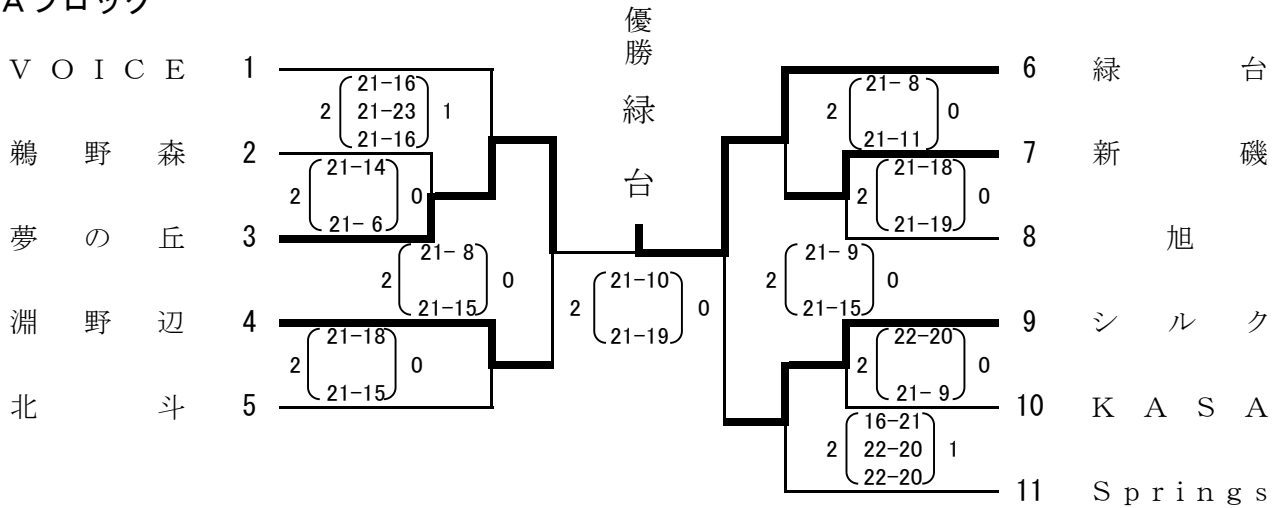 Aブロック
優勝 緑台
VOICE 1
21-16
2 21-23 1
21-16
鵜野森 2
21-14
2 0
21- 6
夢の丘 3
21- 8
2 0
21-15
淵野辺 4
21-18
2 0
21-15
北斗 5
21-10
2 0
21-19
6 緑台
21- 8
2 0
21-11
7 新磯
21-18
2 0
21-19
8 旭
21- 9
2 0
21-15
9 シルク
22-20
2 0
21- 9
10 KASA
16-21
2 22-20 1
22-20
11 Springs